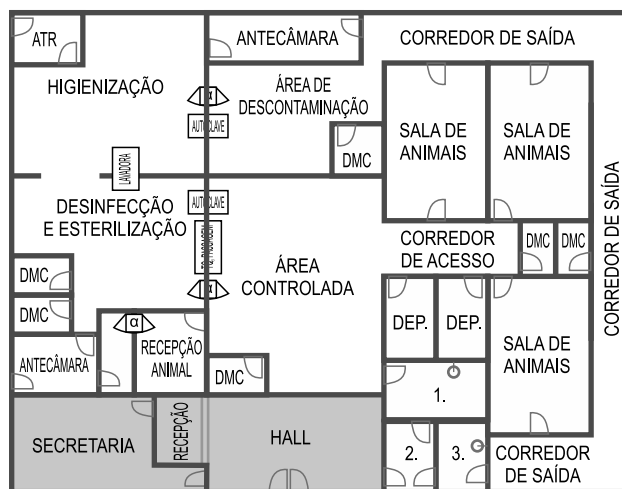 ATR
ANTECÂMARA
CORREDOR DE SAÍDA
HIGIENIZAÇÃO
ÁREA DE
DESCONTAMINAÇÃO
α
AUTOCLAVE
DMC
SALA DE
ANIMAIS
SALA DE
ANIMAIS
LAVADORA
DESINFECÇÃO
E ESTERILIZAÇÃO
AUTOCLAVE
PASSAGEM
α
ÁREA
CONTROLADA
CORREDOR
DE ACESSO
DMC
DMC
CORREDOR DE SAÍDA
DMC
DMC
α
RECEPÇÃO
ANIMAL
ANTECÂMARA
DMC
DEP.
DEP.
SALA DE
ANIMAIS
1.
SECRETARIA
RECEPÇÃO
HALL
2.
3.
CORREDOR
DE SAÍDA